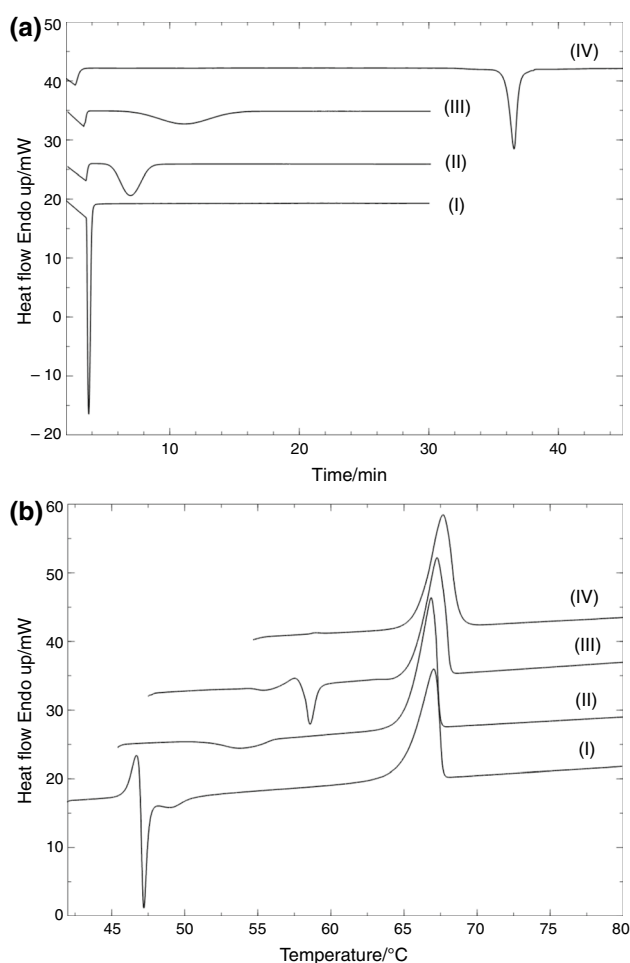 (a)
50
40
30
20
10
0
– 10
– 20
Heat flow Endo up/mW
(IV)
(III)
(II)
(I)
10
20
30
40
Time/min
(b)
60
50
40
30
20
10
0
Heat flow Endo up/mW
(IV)
(III)
(II)
(I)
45
50
55
60
65
70
75
80
Temperature/°C